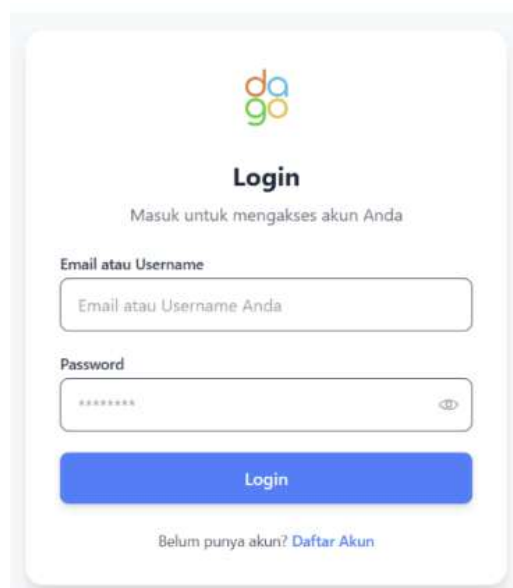 da
go
Login
Masuk untuk mengakses akun Anda
Email atau Username
Email atau Username Anda
Password
********
Login
Belum punya akun? Daftar Akun